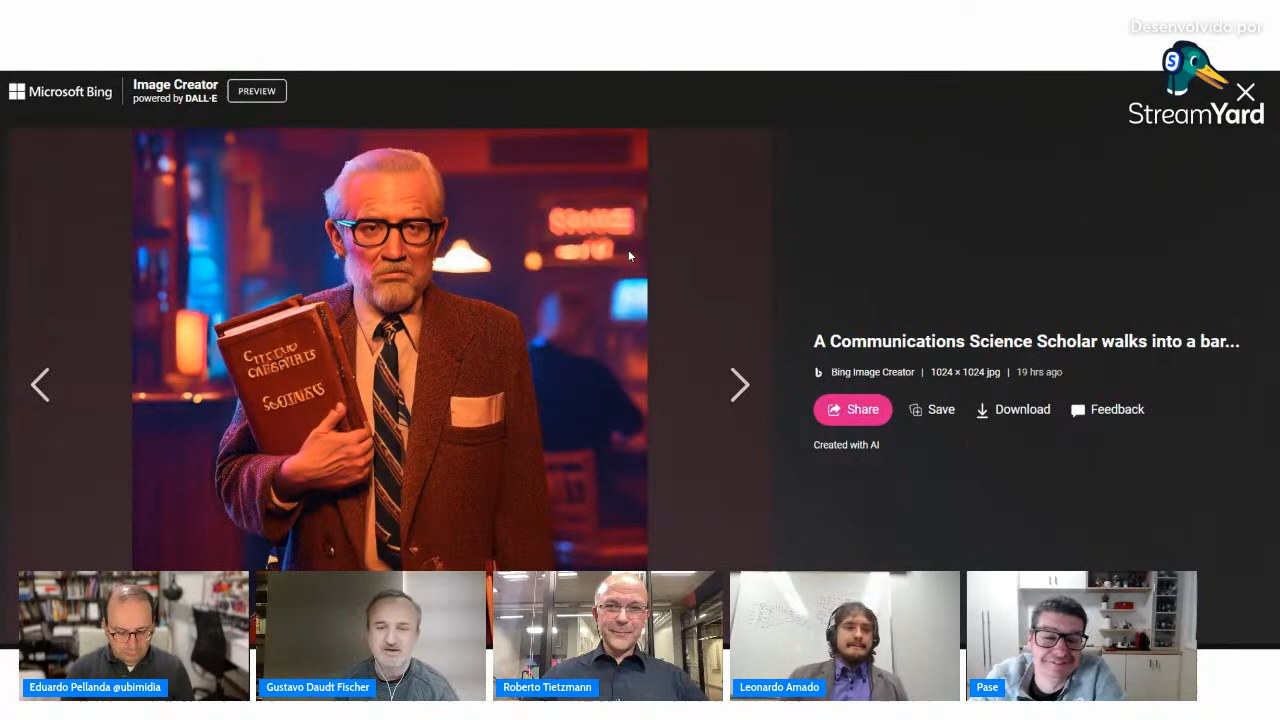 Desenvolvido por
StreamYard
Microsoft Bing
Image Creator
powered by DALL·E
PREVIEW
A Communications Science Scholar walks into a bar...
Bing Image Creator | 1024 × 1024 jpg | 19 hrs ago
Share
Save
Download
Feedback
Created with AI
Eduardo Pellanda @ubimidia
Gustavo Daudt Fischer
Roberto Tietzmann
Leonardo Amado
Pase